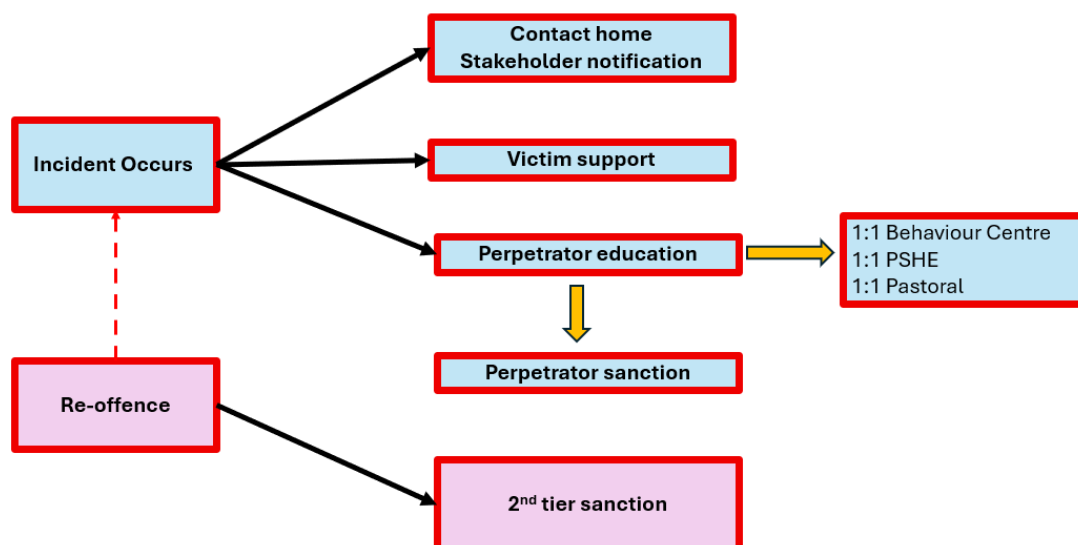 Contact home
Stakeholder notification
Incident Occurs
Victim support
Perpetrator education
1:1 Behaviour Centre
1:1 PSHE
1:1 Pastoral
Perpetrator sanction
Re-offence
2nd tier sanction